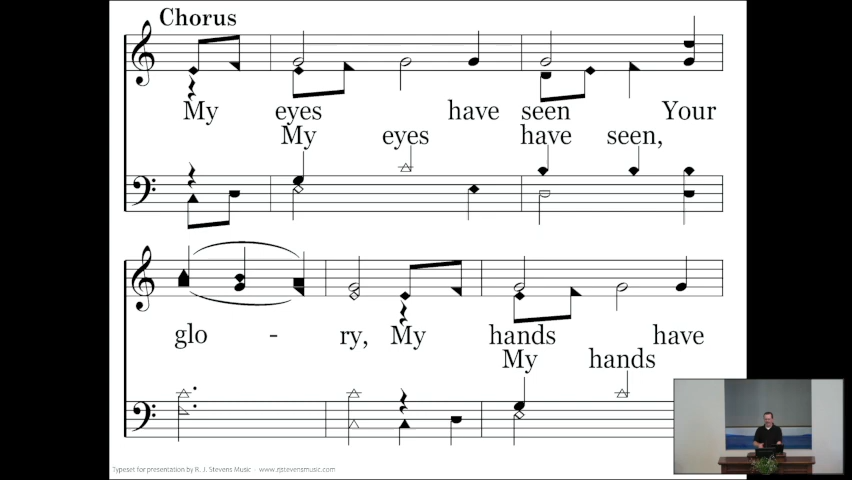 Chorus
My eyes have seen Your
My eyes have seen,
glo - ry, My hands have
My hands
Typeset for presentation by R. J. Stevens Music - www.rjstevensmusic.com